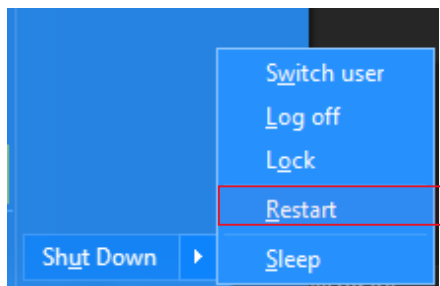 Switch user
Log off
Lock
Restart
Shut Down
Sleep